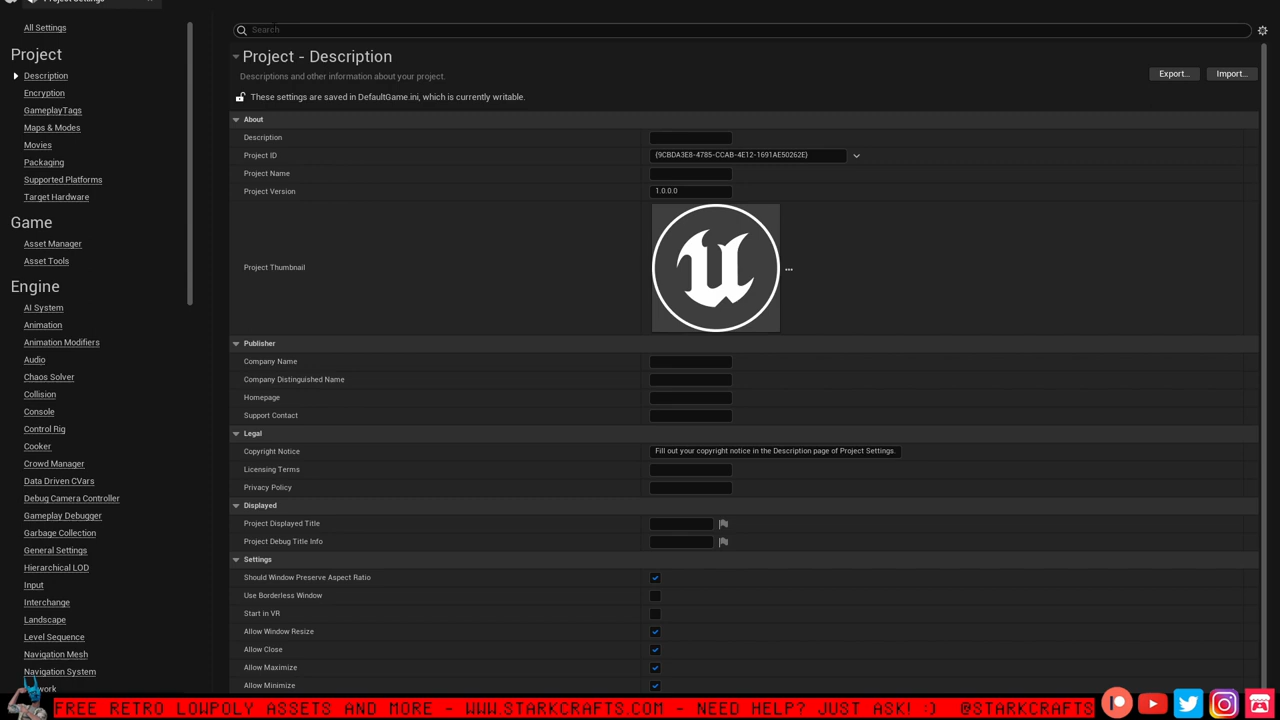 Project Settings
All Settings
Project
Description
Encryption
GameplayTags
Maps & Modes
Movies
Packaging
Supported Platforms
Target Hardware
Game
Asset Manager
Asset Tools
Engine
AI System
Animation
Animation Modifiers
Audio
Chaos Solver
Collision
Console
Control Rig
Cooker
Crowd Manager
Data Driven CVars
Debug Camera Controller
Gameplay Debugger
Garbage Collection
General Settings
Hierarchical LOD
Input
Interchange
Landscape
Level Sequence
Navigation Mesh
Navigation System
Search
Project - Description
Descriptions and other information about your project.
Export... Import...
These settings are saved in DefaultGame.ini, which is currently writable.
About
Description
Project ID {9CBDA3E8-4785-CCAB-4E12-1691AE50262E}
Project Name
Project Version 1.0.0.0
Project Thumbnail
Publisher
Company Name
Company Distinguished Name
Homepage
Support Contact
Legal
Copyright Notice Fill out your copyright notice in the Description page of Project Settings.
Licensing Terms
Privacy Policy
Displayed
Project Displayed Title
Project Debug Title Info
Settings
Should Window Preserve Aspect Ratio
Use Borderless Window
Start in VR
Allow Window Resize
Allow Close
Allow Maximize
Allow Minimize
FREE RETRO LOWPOLY ASSETS AND MORE - WWW.STARKCRAFTS.COM - NEED HELP? JUST ASK! :) @STARKCRAFTS